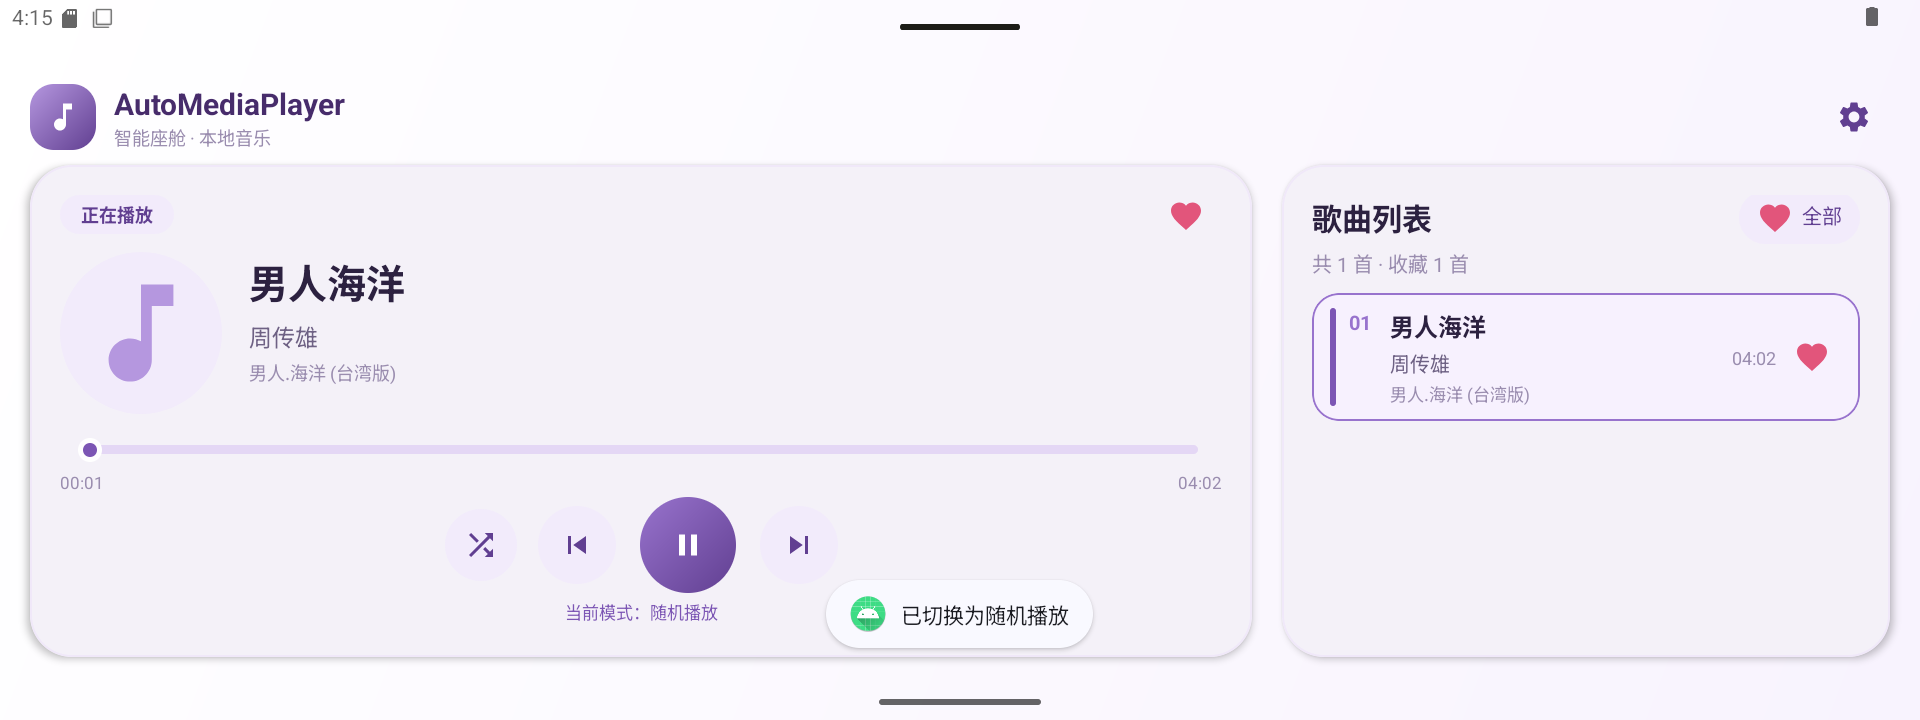 4:15
AutoMediaPlayer
智能座舱 · 本地音乐
正在播放
男人海洋
周传雄
男人.海洋 (台湾版)
00:01
04:02
当前模式：随机播放
已切换为随机播放
歌曲列表
全部
共 1 首 · 收藏 1 首
01
男人海洋
周传雄
男人.海洋 (台湾版)
04:02